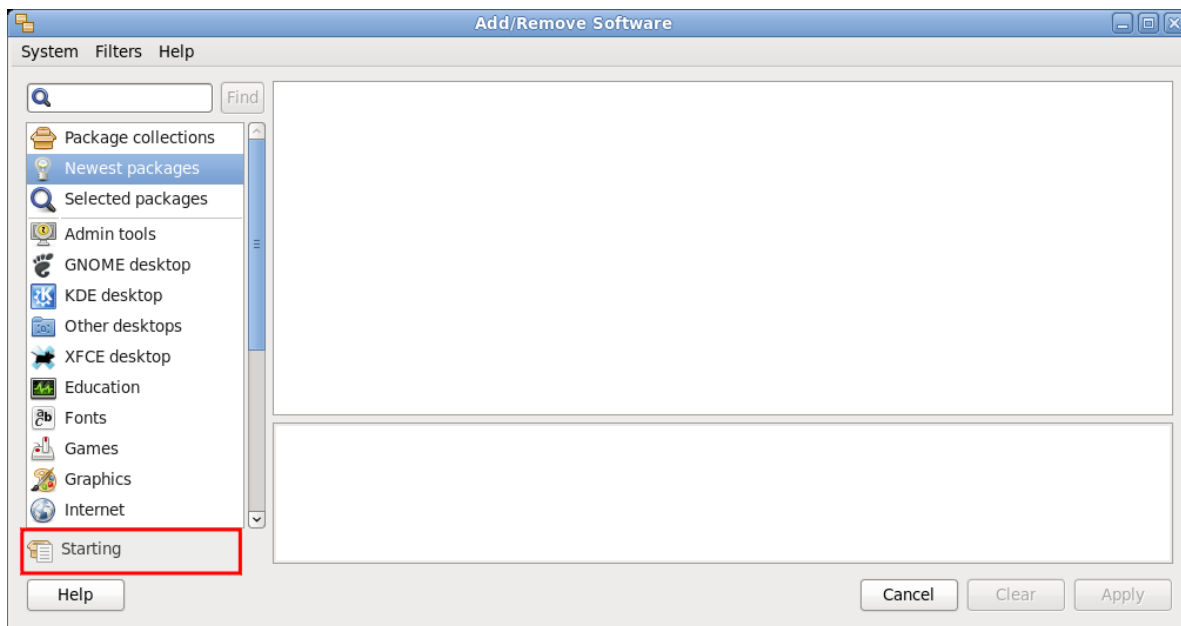 Add/Remove Software
System Filters Help
Find
Package collections
Newest packages
Selected packages
Admin tools
GNOME desktop
KDE desktop
Other desktops
XFCE desktop
Education
Fonts
Games
Graphics
Internet
Starting
Help Cancel Clear Apply